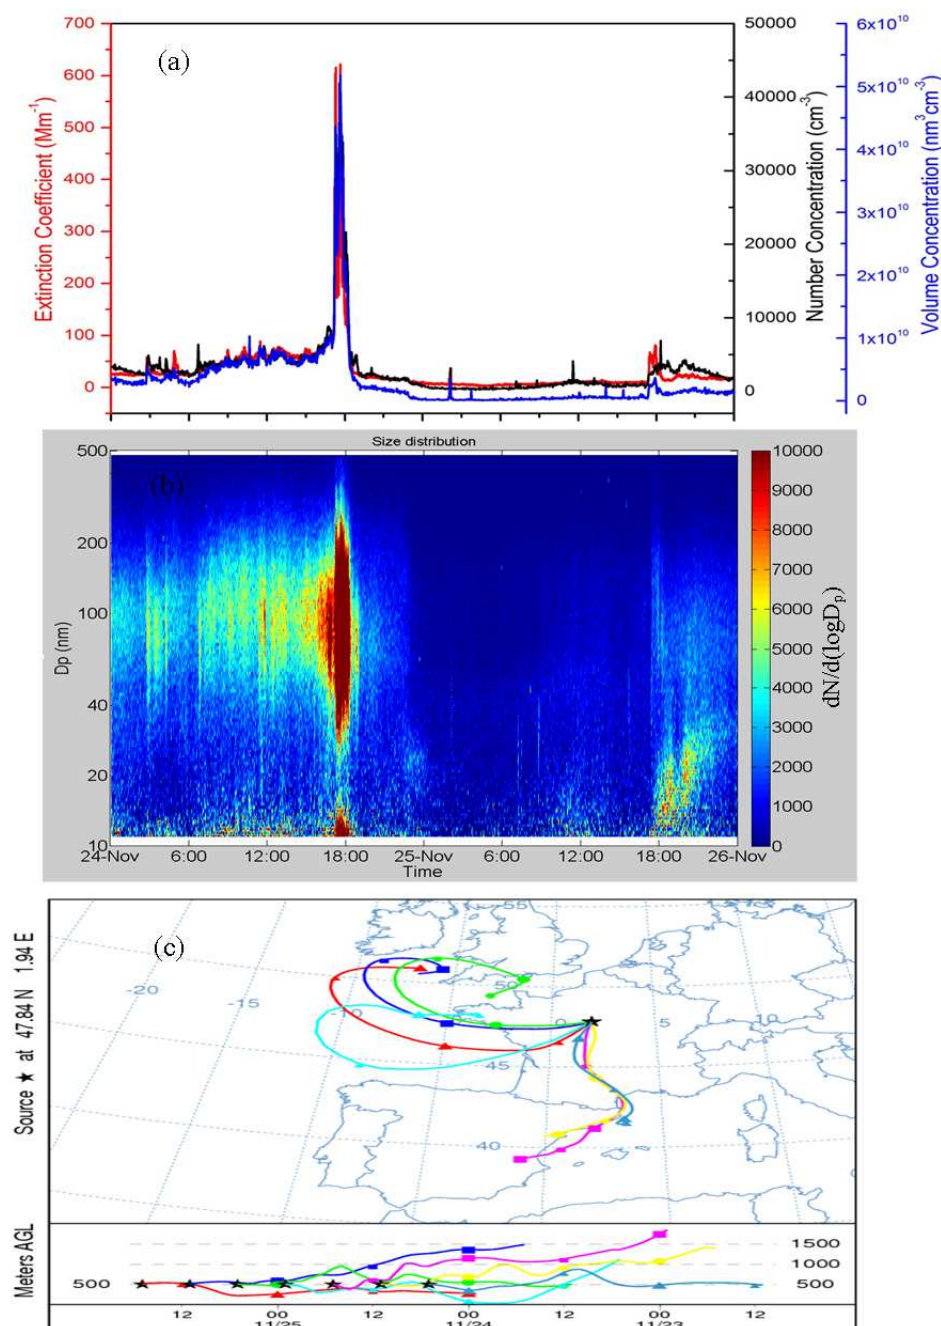 (a)
Extinction Coefficient (Mm-1)
700
600
500
400
300
200
100
0
50000
40000
30000
20000
10000
0
Number Concentration (cm-3)
6x10^10
5x10^10
4x10^10
3x10^10
2x10^10
1x10^10
0
Volume Concentration (nm3cm-3)
Size distribution
(b)
Dp (nm)
500
200
100
40
20
10
24-Nov 6:00 12:00 18:00 25-Nov 6:00 12:00 18:00 26-Nov
Time
10000
9000
8000
7000
6000
5000
4000
3000
2000
1000
0
dN/d(logDp)
(c)
Source ★ at 47.84 N 1.94 E
55
-20
-15
-10
50
0
5
10
45
40
Meters AGL
1500
1000
500
500
12 00 12 00 12 00 12
11/25 11/24 11/23